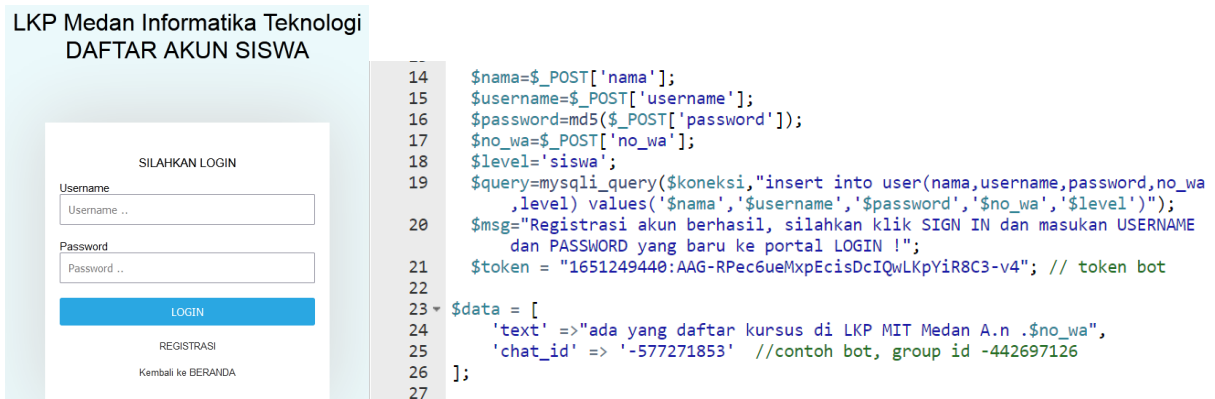 LKP Medan Informatika Teknologi
DAFTAR AKUN SISWA
SILAHKAN LOGIN
Username
Username ..
Password
Password ..
LOGIN
REGISTRASI
Kembali ke BERANDA
14 $nama=$_POST['nama'];
15 $username=$_POST['username'];
16 $password=md5($_POST['password']);
17 $no_wa=$_POST['no_wa'];
18 $level='siswa';
19 $query=mysqli_query($koneksi,"insert into user(nama,username,password,no_wa
,level) values('$nama','$username','$password','$no_wa','$level')");
20 $msg="Registrasi akun berhasil, silahkan klik SIGN IN dan masukan USERNAME
dan PASSWORD yang baru ke portal LOGIN !";
21 $token = "1651249440:AAG-RPec6ueMxpEcisDcIQwLKpYiR8C3-v4"; // token bot
22
23 $data = [
24 'text' =>"ada yang daftar kursus di LKP MIT Medan A.n .$no_wa",
25 'chat_id' => '-577271853' //contoh bot, group id -442697126
26 ];
27